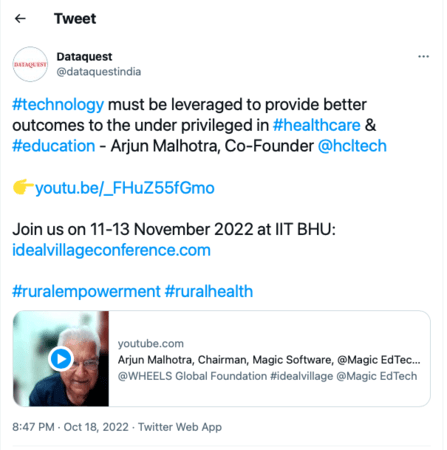 ← Tweet
DATAQUEST
Dataquest
@dataquestindia
#technology must be leveraged to provide better
outcomes to the under privileged in #healthcare &
#education - Arjun Malhotra, Co-Founder @hcltech
👉youtu.be/_FHuZ55fGmo
Join us on 11-13 November 2022 at IIT BHU:
idealvillageconference.com
#ruralempowerment #ruralhealth
youtube.com
Arjun Malhotra, Chairman, Magic Software, @Magic EdTec...
@WHEELS Global Foundation #idealvillage @Magic EdTech
8:47 PM · Oct 18, 2022 · Twitter Web App